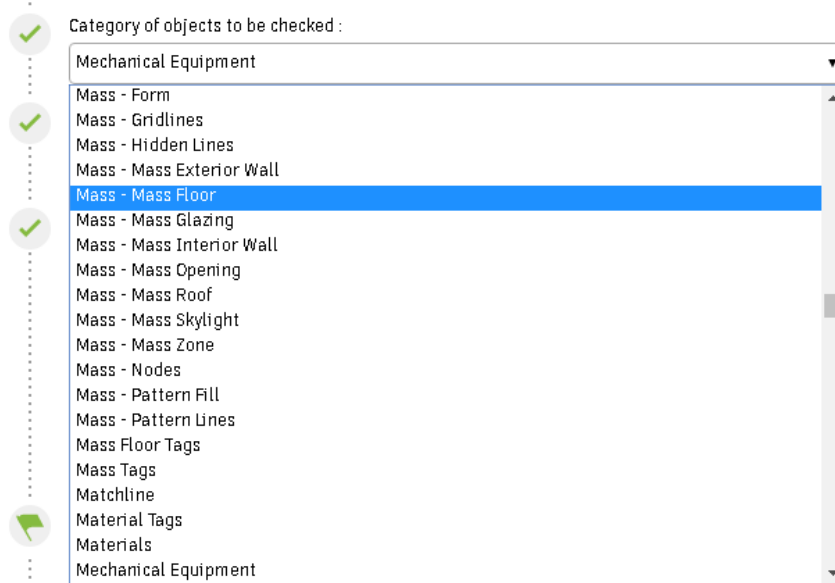 Category of objects to be checked :
Mechanical Equipment
Mass - Form
Mass - Gridlines
Mass - Hidden Lines
Mass - Mass Exterior Wall
Mass - Mass Floor
Mass - Mass Glazing
Mass - Mass Interior Wall
Mass - Mass Opening
Mass - Mass Roof
Mass - Mass Skylight
Mass - Mass Zone
Mass - Nodes
Mass - Pattern Fill
Mass - Pattern Lines
Mass Floor Tags
Mass Tags
Matchline
Material Tags
Materials
Mechanical Equipment